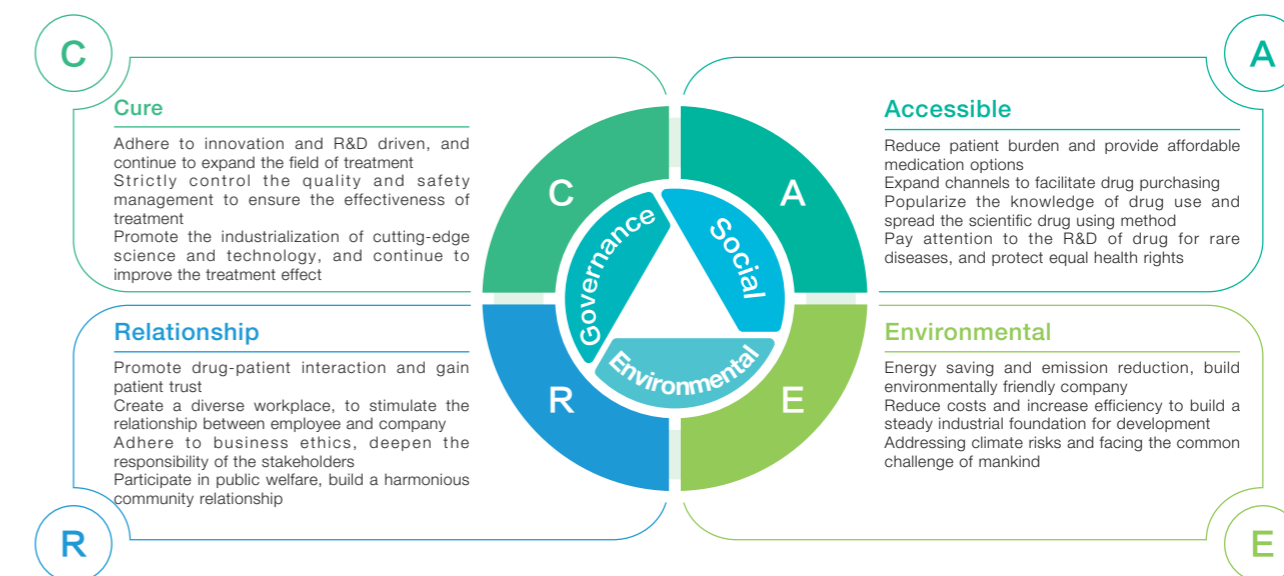 C
Cure
Adhere to innovation and R&D driven, and
continue to expand the field of treatment
Strictly control the quality and safety
management to ensure the effectiveness of
treatment
Promote the industrialization of cutting-edge
science and technology, and continue to
improve the treatment effect
A
Accessible
Reduce patient burden and provide affordable
medication options
Expand channels to facilitate drug purchasing
Popularize the knowledge of drug use and
spread the scientific drug using method
Pay attention to the R&D of drug for rare
diseases, and protect equal health rights
C
A
Governance
Social
Environmental
R
E
Relationship
Promote drug-patient interaction and gain
patient trust
Create a diverse workplace, to stimulate the
relationship between employee and company
Adhere to business ethics, deepen the
responsibility of the stakeholders
Participate in public welfare, build a harmonious
community relationship
R
Environmental
Energy saving and emission reduction, build
environmentally friendly company
Reduce costs and increase efficiency to build a
steady industrial foundation for development
Addressing climate risks and facing the common
challenge of mankind
E